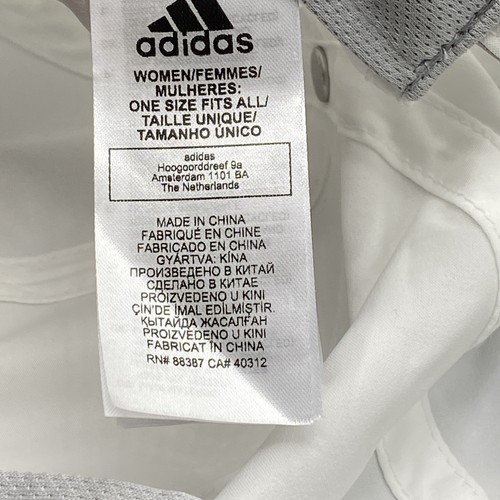 adidas
WOMEN/FEMMES/
MULHERES:
ONE SIZE FITS ALL/
TAILLE UNIQUE/
TAMANHO ÚNICO
adidas
Hoogoorddreef 9a
Amsterdam 1101 BA
The Netherlands
MADE IN CHINA
FABRIQUÉ EN CHINE
FABRICADO EN CHINA
GYÁRTVA: KÍNA
ПРОИЗВЕДЕНО В КИТАЙ
СДЕЛАНО В КИТАЕ
PROIZVEDENO U KINI
ÇİN'DE İMAL EDİLMİŞTİR.
ҚЫТАЙДА ЖАСАЛҒАН
PROIZVEDENO U KINI
FABRICAT ÎN CHINA
RN# 88387 CA# 40312